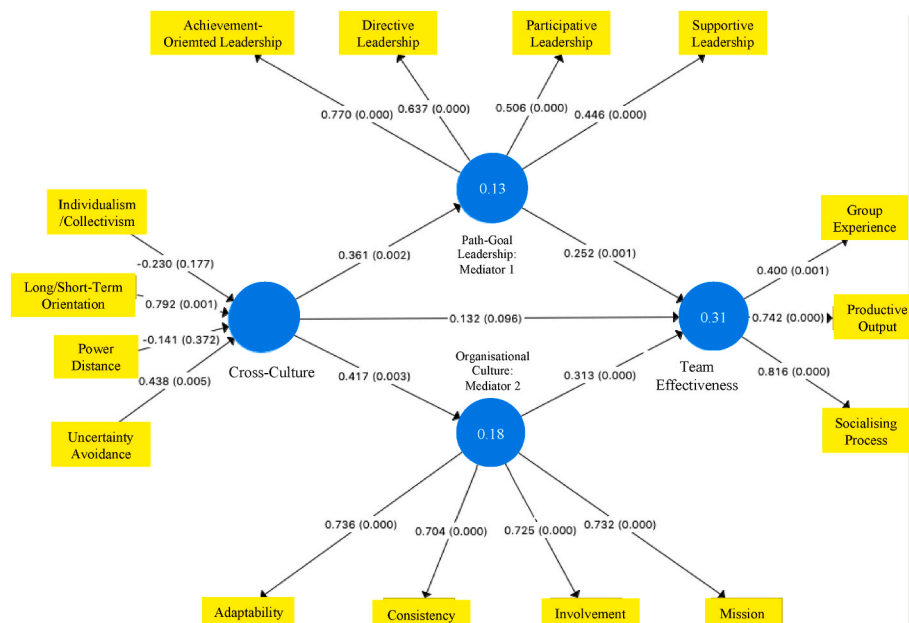 Achievement-
Oriemted Leadership
Directive
Leadership
Participative
Leadership
Supportive
Leadership
0.770 (0.000)
0.637 (0.000)
0.506 (0.000)
0.446 (0.000)
0.13
Path-Goal
Leadership:
Mediator 1
Individualism
/Collectivism
Long/Short-Term
Orientation
Power
Distance
Uncertainty
Avoidance
-0.230 (0.177)
0.792 (0.001)
-0.141 (0.372)
0.438 (0.005)
Cross-Culture
0.361 (0.002)
0.252 (0.001)
0.132 (0.096)
0.417 (0.003)
0.313 (0.000)
Organisational
Culture:
Mediator 2
0.18
0.31
Team
Effectiveness
Group
Experience
0.400 (0.001)
0.742 (0.000)
Productive
Output
0.816 (0.000)
Socialising
Process
0.736 (0.000)
0.704 (0.000)
0.725 (0.000)
0.732 (0.000)
Adaptability
Consistency
Involvement
Mission